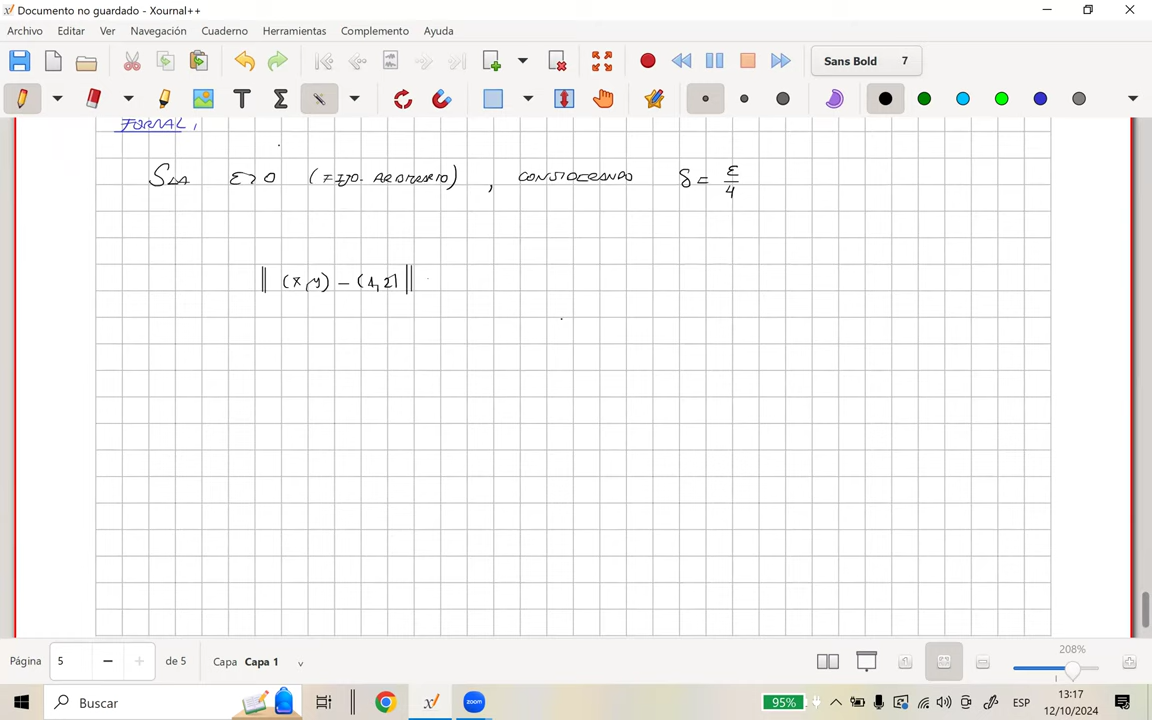 Documento no guardado - Xournal++
Archivo Editar Ver Navegación Cuaderno Herramientas Complemento Ayuda
Sans Bold 7
FORMAL:
SEA ε>0 (FIJO-ARBITRARIO), CONSIDERANDO δ = ε/4
‖ (x,y) - (1,2) ‖
Página 5 de 5 Capa Capa 1 208%
Buscar 95% ESP 13:17
12/10/2024